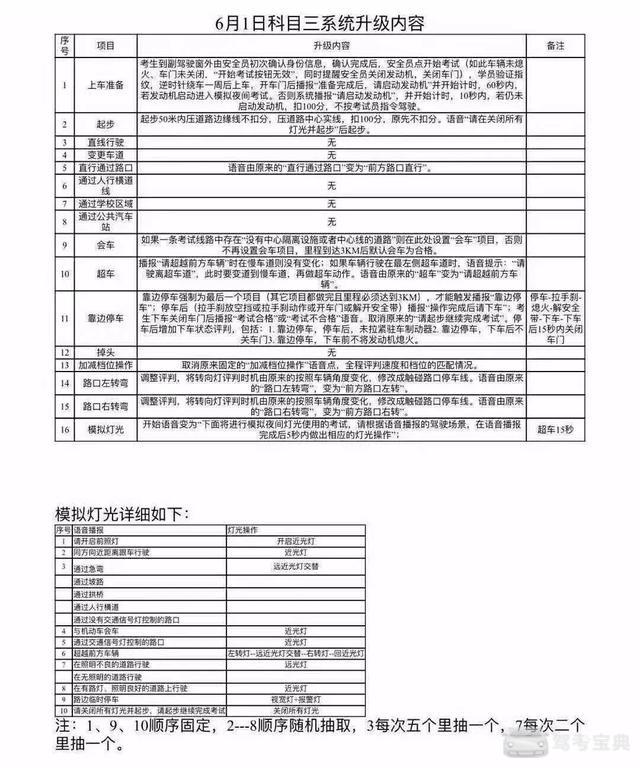 6月1日科目三系统升级内容
序号 项目 升级内容 备注
1 上车准备 考生到副驾驶窗外由安全员初次确认身份信息，确认完成后，安全员点开始考试（如此车辆未熄
火、车门未关闭，“开始考试按钮无效”，同时提醒安全员关闭发动机，关闭车门），学员验证指
纹，逆时针绕车一周后上车，开车门后播报“准备完成后，请启动发动机”并开始计时，60秒内，
若发动机启动进入模拟夜间考试。否则系统播报“请启动发动机”，并开始计时，10秒内，若仍未
启动发动机，扣100分，不按考试员指令驾驶。
2 起步 起步50米内压道路边缘线不扣分，压道路中心实线，扣100分，原先不扣分。语音“请在关闭所有
灯光并起步”后起步。
3 直线行驶 无
4 变更车道 无
5 直行通过路口 语音由原来的“直行通过路口”变为“前方路口直行”。
6 通过人行横道线 无
7 通过学校区域 无
8 通过公共汽车站 无
9 会车 如果一条考试线路中存在“没有中心隔离设施或者中心线的道路”则在此处设置“会车”项目，否则
不再设置会车项目，里程到达3KM后默认会车为合格。
10 超车 播报“请超越前方车辆”时在慢车道则没有变化；如果车辆行驶在最左侧超车道时，语音提示：“请
驶离超车道”，此时要变道到慢车道，再做超车动作。语音由原来的“超车”变为“请超越前方车
辆”。
11 靠边停车 靠边停车强制为最后一个项目（其它项目都做完且里程必须达到3KM），才能触发播报“靠边停
车”；停车后（拉手刹放空挡或拉手刹动作或开车门或解开安全带）播报“操作完成后请下车”；考
生下车关闭车门后播报“考试合格”或“考试不合格”语音。取消原来的“请起步继续完成考试”。停
车后增加下车状态评判，包括：1. 靠边停车，停车后，未拉紧驻车制动器2. 靠边停车，下车后不
关车门3. 靠边停车，下车前不将发动机熄火。
停车-拉手刹-
熄火-解安全
带-下车-下车
后15秒内关闭
车门
12 掉头 无
13 加减档位操作 取消原来固定的“加减档位操作”语音点，全程评判速度和档位的匹配情况。
14 路口左转弯 调整评判，将转向灯评判时机由原来的按照车辆角度变化，修改成触碰路口停车线。语音由原来
的“路口左转弯”，变为“前方路口左转”。
15 路口右转弯 调整评判，将转向灯评判时机由原来的按照车辆角度变化，修改成触碰路口停车线。语音由原来
的“路口右转弯”，变为“前方路口右转”。
16 模拟灯光 开始语音变为“下面将进行模拟夜间灯光使用的考试，请根据语音播报的驾驶场景，在语音播报
完成后5秒内做出相应的灯光操作”； 超车15秒
模拟灯光详细如下：
序号 语音播报 灯光操作
1 请开启前照灯 开启近光灯
2 同方向近距离跟车行驶 近光灯
3 通过急弯 远近光灯交替
通过坡路
通过拱桥
通过人行横道
通过没有交通信号灯控制的路口
4 与机动车会车 近光灯
5 通过交通信号灯控制的路口 近光灯
6 超越前方车辆 左转灯--远近光灯交替--右转灯--回近光灯
7 在照明不良的道路行驶 远光灯
在无照明的道路行驶
8 在有路灯、照明良好的道路上行驶 近光灯
9 路边临时停车 视宽灯+报警灯
10 请关闭所有灯光并起步，请起步继续完成考试 关闭所有灯
注：1、9、10顺序固定，2---8顺序随机抽取，3每次五个里抽一个，7每次二个
里抽一个。
驾考宝典